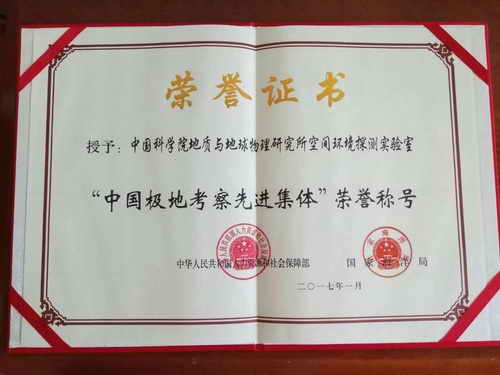 荣誉证书
授予：中国科学院地质与地球物理研究所空间环境探测实验室
“中国极地考察先进集体”荣誉称号
中华人民共和国人力资源和社会保障部 国家海洋局
二〇一七年一月